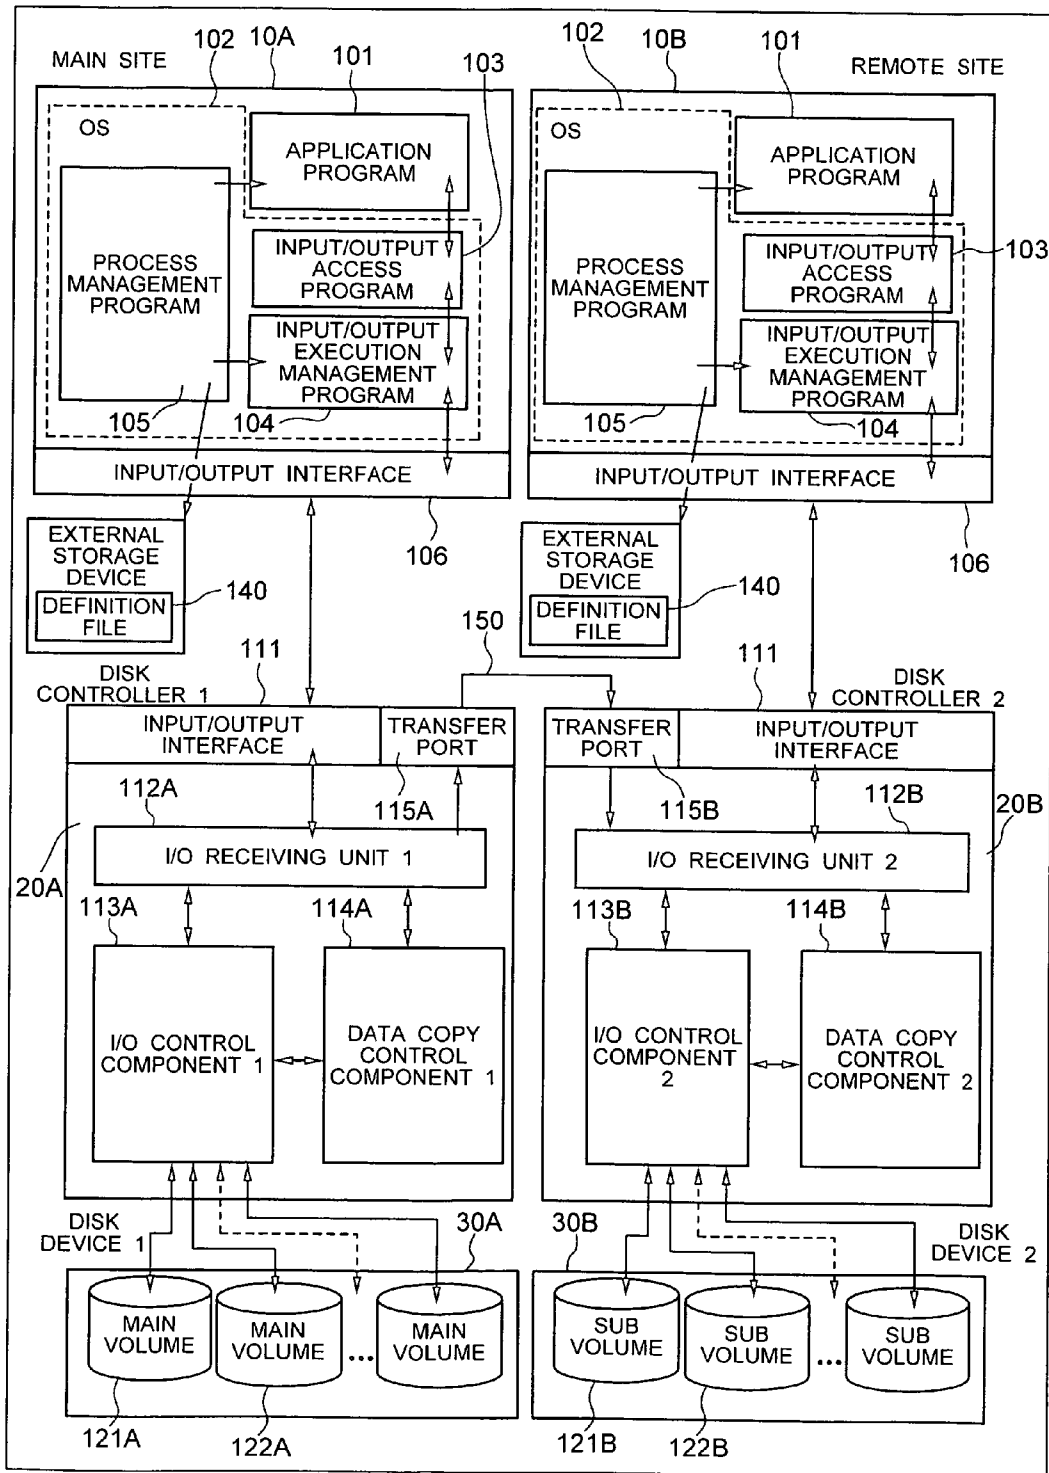 MAIN SITE
102
10A
101
103
OS
APPLICATION
PROGRAM
INPUT/OUTPUT
ACCESS
PROGRAM
PROCESS
MANAGEMENT
PROGRAM
INPUT/OUTPUT
EXECUTION
MANAGEMENT
PROGRAM
105
104
INPUT/OUTPUT INTERFACE
106
EXTERNAL
STORAGE
DEVICE
DEFINITION
FILE
140
102
10B
101
REMOTE SITE
OS
APPLICATION
PROGRAM
INPUT/OUTPUT
ACCESS
PROGRAM
103
PROCESS
MANAGEMENT
PROGRAM
INPUT/OUTPUT
EXECUTION
MANAGEMENT
PROGRAM
105
104
INPUT/OUTPUT INTERFACE
106
EXTERNAL
STORAGE
DEVICE
DEFINITION
FILE
140
150
DISK
CONTROLLER 1
111
INPUT/OUTPUT
INTERFACE
TRANSFER
PORT
112A
115A
I/O RECEIVING UNIT 1
20A
113A
114A
I/O CONTROL
COMPONENT 1
DATA COPY
CONTROL
COMPONENT 1
111
DISK
CONTROLLER 2
TRANSFER
PORT
INPUT/OUTPUT
INTERFACE
115B
112B
20B
I/O RECEIVING UNIT 2
113B
114B
I/O CONTROL
COMPONENT
2
DATA COPY
CONTROL
COMPONENT 2
DISK
DEVICE 1
30A
MAIN
VOLUME
MAIN
VOLUME
...
MAIN
VOLUME
121A
122A
30B
DISK
DEVICE 2
SUB
VOLUME
SUB
VOLUME
...
SUB
VOLUME
121B
122B